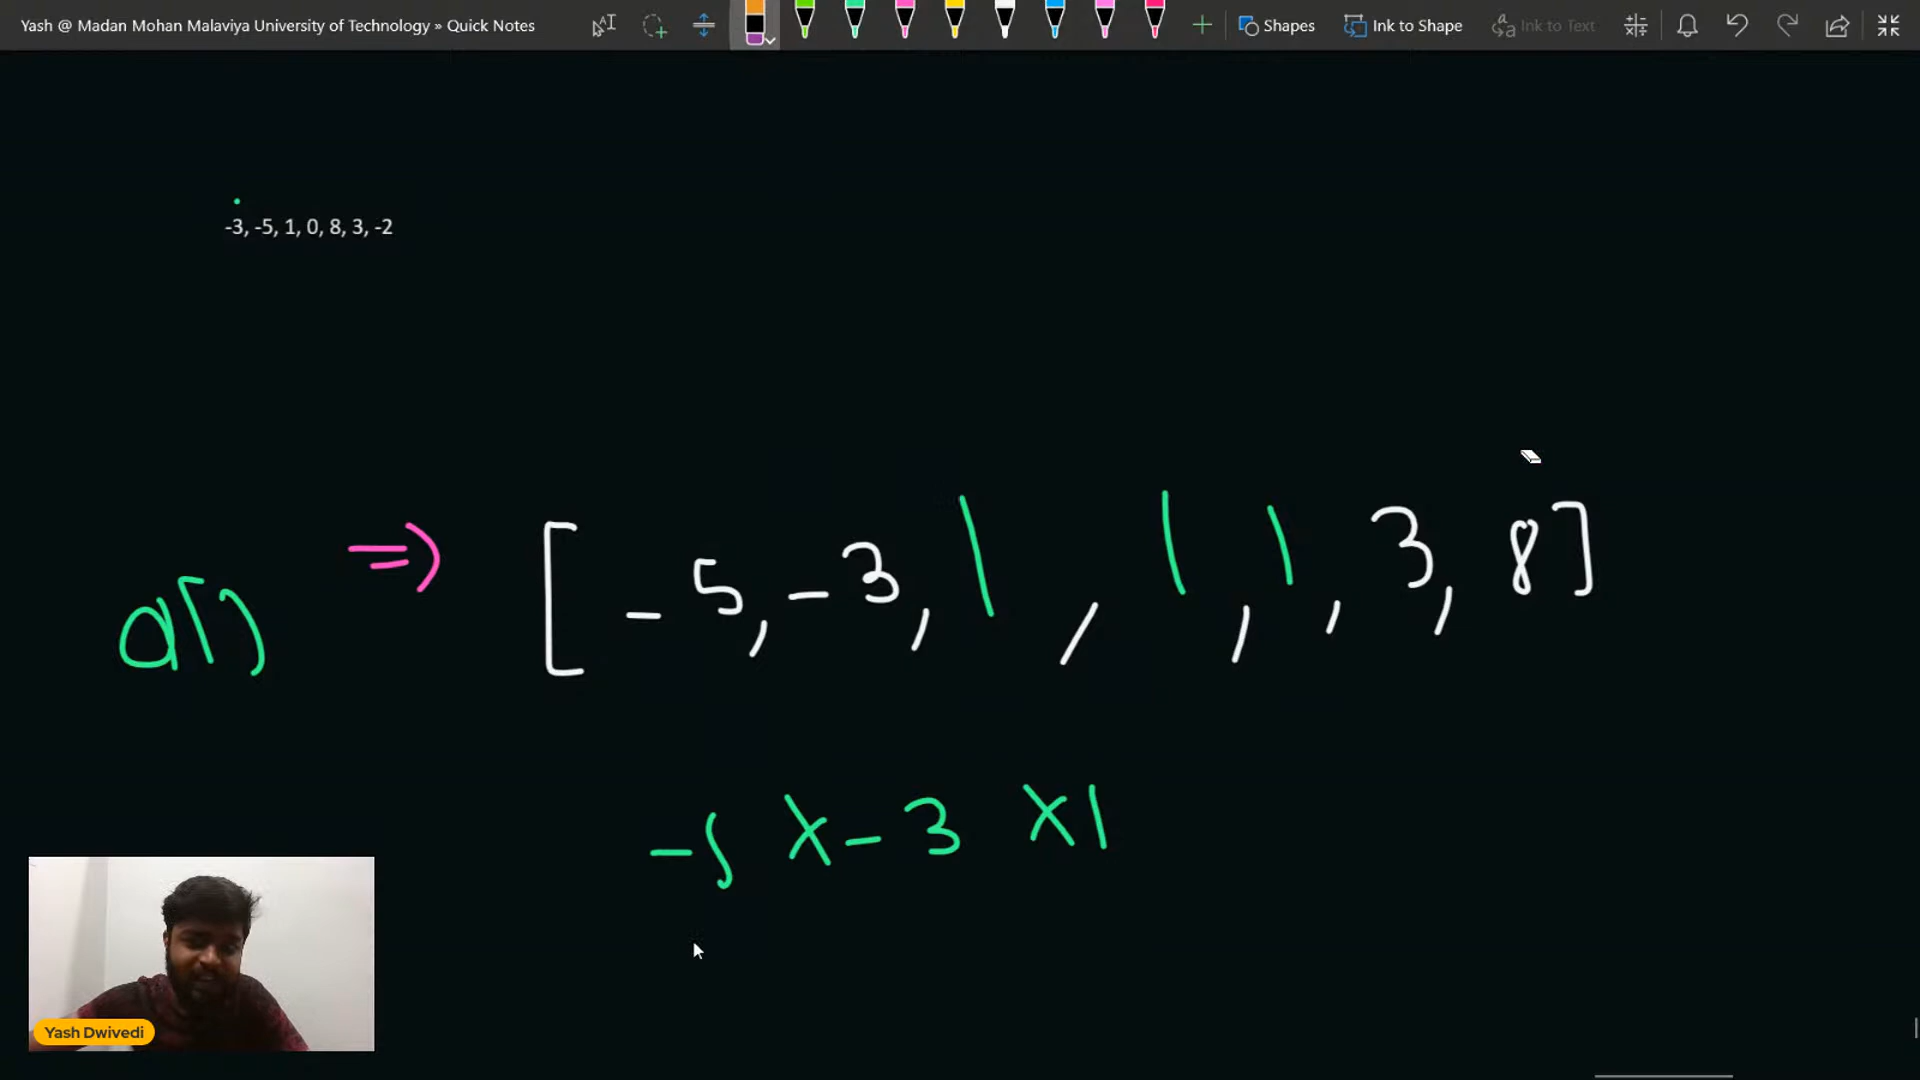 Yash @ Madan Mohan Malaviya University of Technology » Quick Notes
Shapes
Ink to Shape
Ink to Text
-3, -5, 1, 0, 8, 3, -2
a[] => [ -5, -3, 1 , 1 , 1 , 3, 8 ]
-5 X -3 X 1
Yash Dwivedi